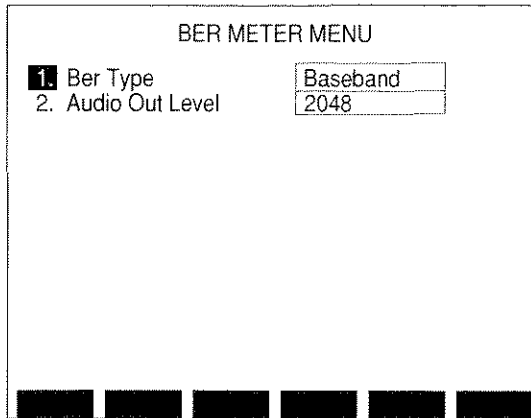 BER METER MENU
1. Ber Type Baseband
2. Audio Out Level 2048